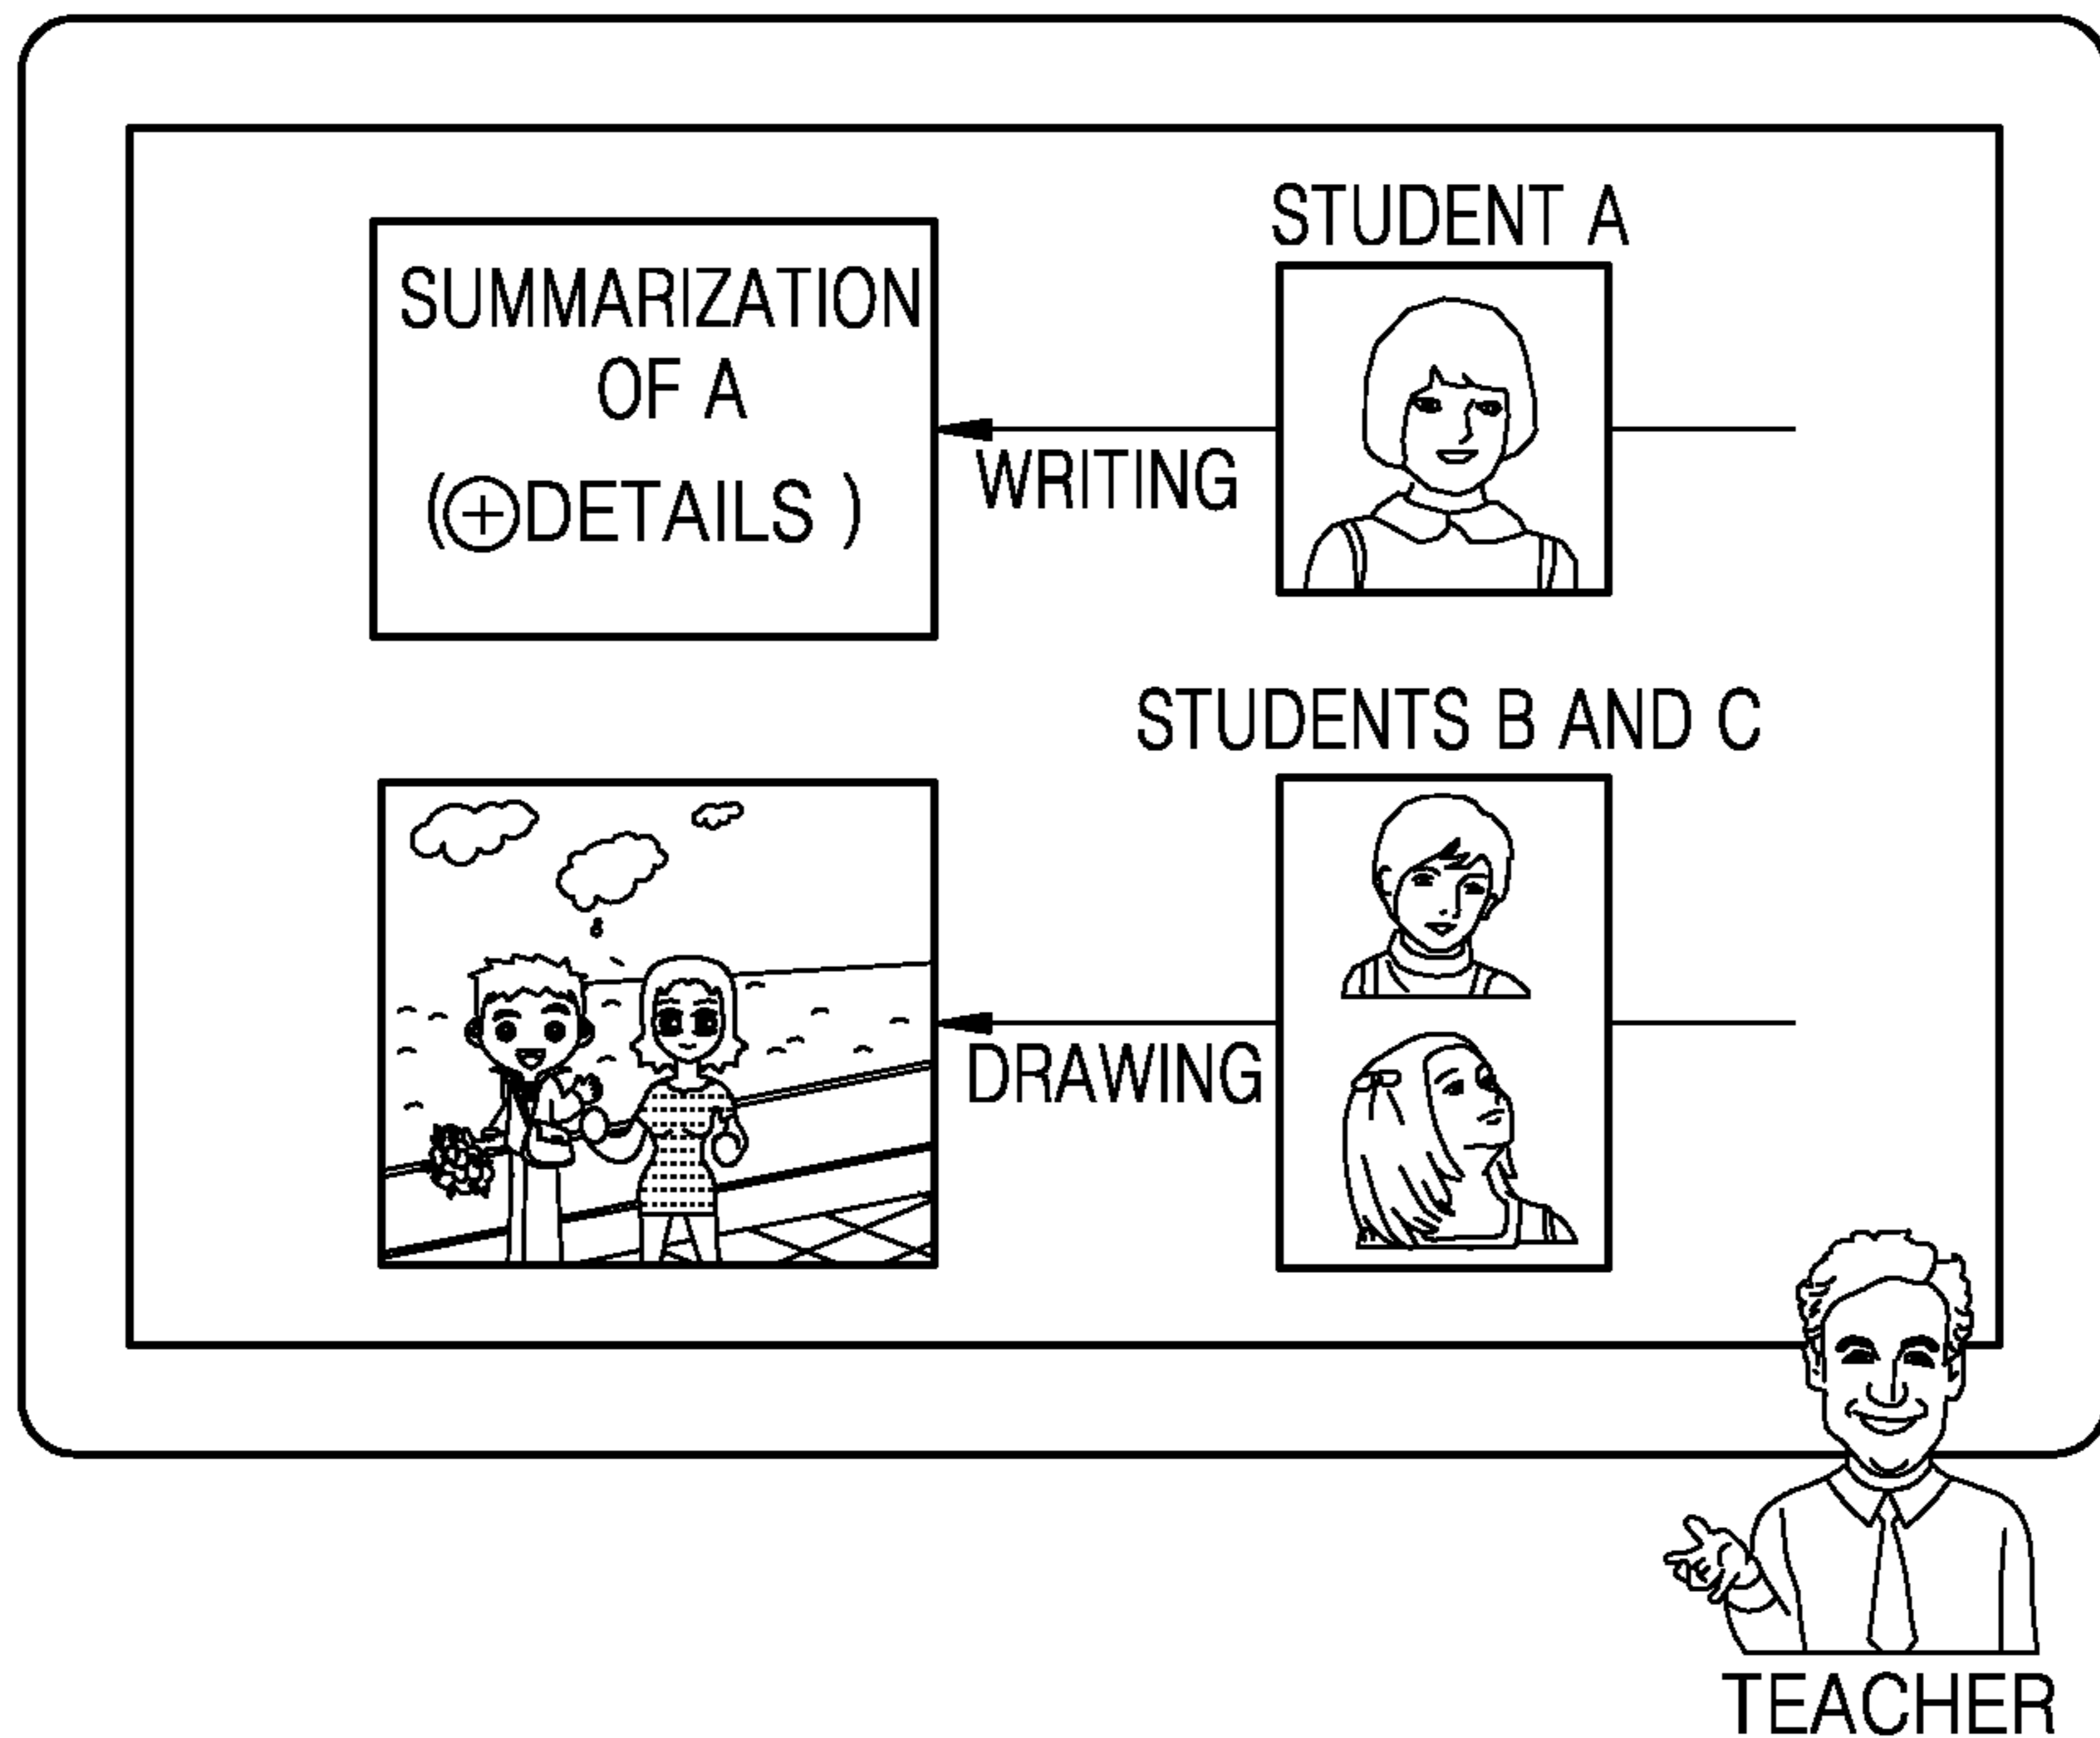 STUDENT A
SUMMARIZATION
OF A
(⊕DETAILS )
WRITING
STUDENTS B AND C
DRAWING
TEACHER